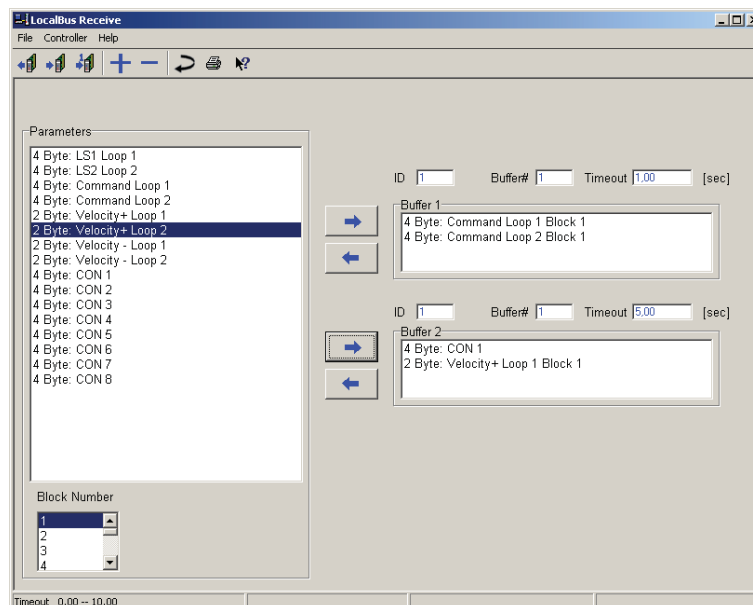 LocalBus Receive
File Controller Help
Parameters
4 Byte: LS1 Loop 1
4 Byte: LS2 Loop 2
4 Byte: Command Loop 1
4 Byte: Command Loop 2
2 Byte: Velocity+ Loop 1
2 Byte: Velocity+ Loop 2
2 Byte: Velocity - Loop 1
2 Byte: Velocity - Loop 2
4 Byte: CON 1
4 Byte: CON 2
4 Byte: CON 3
4 Byte: CON 4
4 Byte: CON 5
4 Byte: CON 6
4 Byte: CON 7
4 Byte: CON 8
Block Number
1
2
3
4
ID 1 Buffer# 1 Timeout 1,00 [sec]
Buffer 1
4 Byte: Command Loop 1 Block 1
4 Byte: Command Loop 2 Block 1
ID 1 Buffer# 1 Timeout 5,00 [sec]
Buffer 2
4 Byte: CON 1
2 Byte: Velocity+ Loop 1 Block 1
Timeout 0.00 -- 10.00